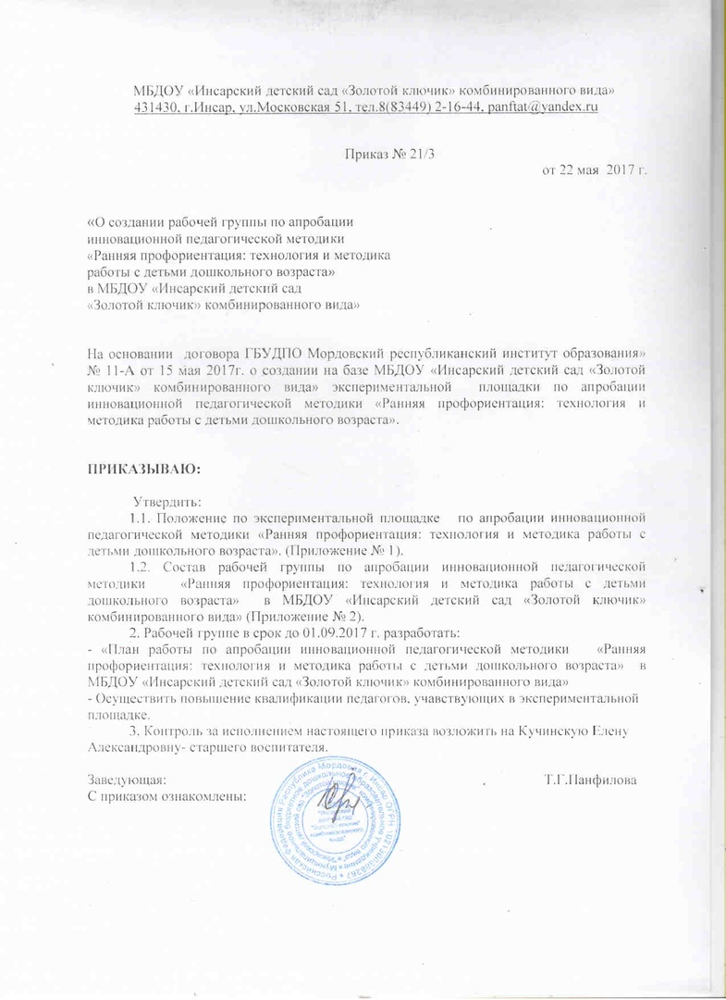 МБДОУ «Инсарский детский сад «Золотой ключик» комбинированного вида»
431430, г.Инсар, ул.Московская 51, тел.8(83449) 2-16-44, panftat@yandex.ru
Приказ № 21/3
от 22 мая 2017 г.
«О создании рабочей группы по апробации
инновационной педагогической методики
«Ранняя профориентация: технология и методика
работы с детьми дошкольного возраста»
в МБДОУ «Инсарский детский сад
«Золотой ключик» комбинированного вида»
На основании договора ГБУДПО Мордовский республиканский институт образования»
№ 11-А от 15 мая 2017г. о создании на базе МБДОУ «Инсарский детский сад «Золотой
ключик» комбинированного вида» экспериментальной площадки по апробации
инновационной педагогической методики «Ранняя профориентация: технология и
методика работы с детьми дошкольного возраста».
ПРИКАЗЫВАЮ:
Утвердить:
1.1. Положение по экспериментальной площадке по апробации инновационной
педагогической методики «Ранняя профориентация: технология и методика работы с
детьми дошкольного возраста». (Приложение № 1).
1.2. Состав рабочей группы по апробации инновационной педагогической
методики «Ранняя профориентация: технология и методика работы с детьми
дошкольного возраста» в МБДОУ «Инсарский детский сад «Золотой ключик»
комбинированного вида» (Приложение № 2).
2. Рабочей группе в срок до 01.09.2017 г. разработать:
- «План работы по апробации инновационной педагогической методики «Ранняя
профориентация: технология и методика работы с детьми дошкольного возраста» в
МБДОУ «Инсарский детский сад «Золотой ключик» комбинированного вида»
- Осуществить повышение квалификации педагогов, учавствующих в экспериментальной
площадке.
3. Контроль за исполнением настоящего приказа возложить на Кучинскую Елену
Александровну- старшего воспитателя.
Заведующая: Т.Г.Панфилова
С приказом ознакомлены:
Российская Федерация Республика Мордовия г. Инсар ОГРН